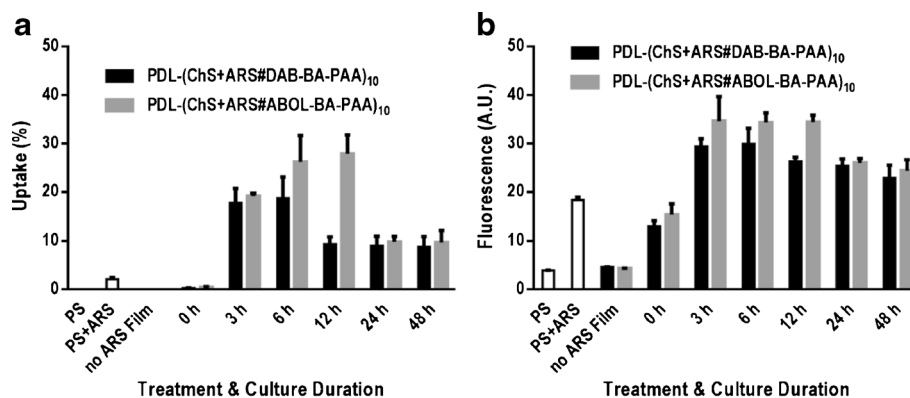 a
50
40
30
20
10
0
Uptake (%)
PDL-(ChS+ARS#DAB-BA-PAA)10
PDL-(ChS+ARS#ABOL-BA-PAA)10
PS
PS+ARS
no ARS Film
0 h
3 h
6 h
12 h
24 h
48 h
Treatment & Culture Duration
b
50
40
30
20
10
0
Fluorescence (A.U.)
PDL-(ChS+ARS#DAB-BA-PAA)10
PDL-(ChS+ARS#ABOL-BA-PAA)10
PS
PS+ARS
no ARS Film
0 h
3 h
6 h
12 h
24 h
48 h
Treatment & Culture Duration